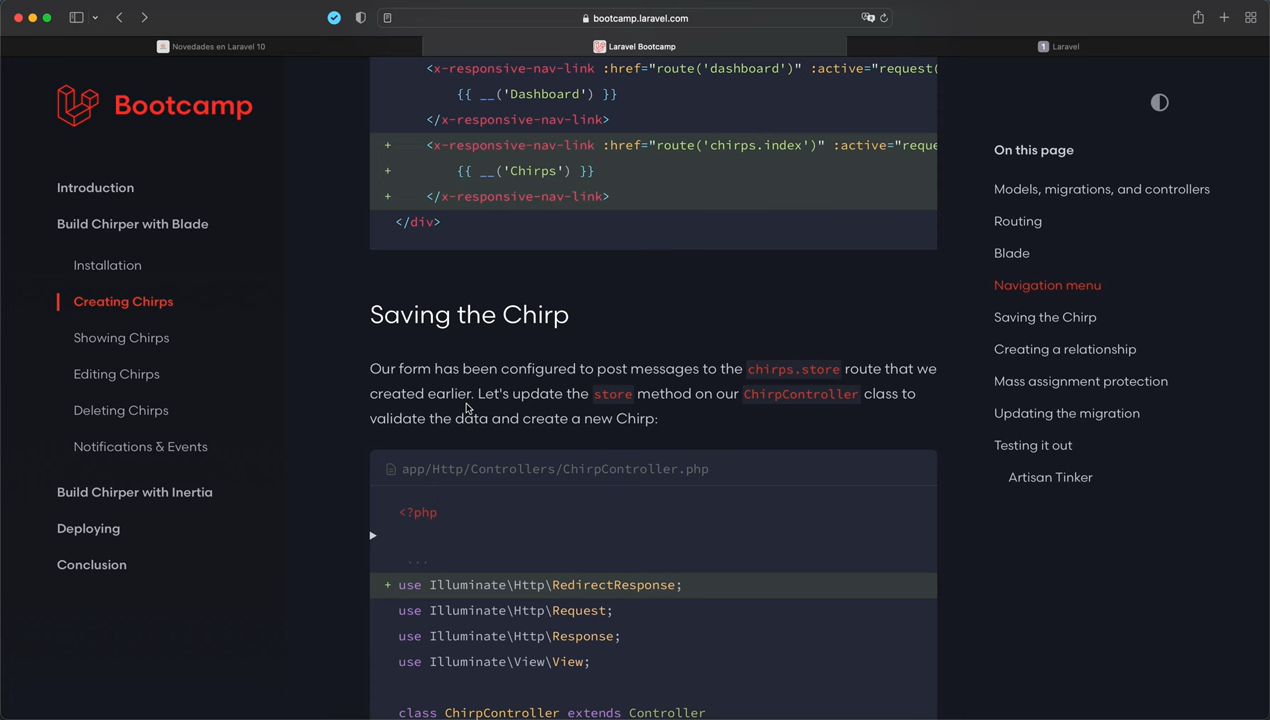 bootcamp.laravel.com
Novedades en Laravel 10
Laravel Bootcamp
1 Laravel
Bootcamp
Introduction
Build Chirper with Blade
Installation
Creating Chirps
Showing Chirps
Editing Chirps
Deleting Chirps
Notifications & Events
Build Chirper with Inertia
Deploying
Conclusion
<x-responsive-nav-link :href="route('dashboard')" :active="request(
{{ __('Dashboard') }}
</x-responsive-nav-link>
+ <x-responsive-nav-link :href="route('chirps.index')" :active="reque
+ {{ __('Chirps') }}
+ </x-responsive-nav-link>
</div>
Saving the Chirp
Our form has been configured to post messages to the chirps.store route that we
created earlier. Let's update the store method on our ChirpController class to
validate the data and create a new Chirp:
app/Http/Controllers/ChirpController.php
<?php
...
+ use Illuminate\Http\RedirectResponse;
use Illuminate\Http\Request;
use Illuminate\Http\Response;
use Illuminate\View\View;
class ChirpController extends Controller
On this page
Models, migrations, and controllers
Routing
Blade
Navigation menu
Saving the Chirp
Creating a relationship
Mass assignment protection
Updating the migration
Testing it out
Artisan Tinker